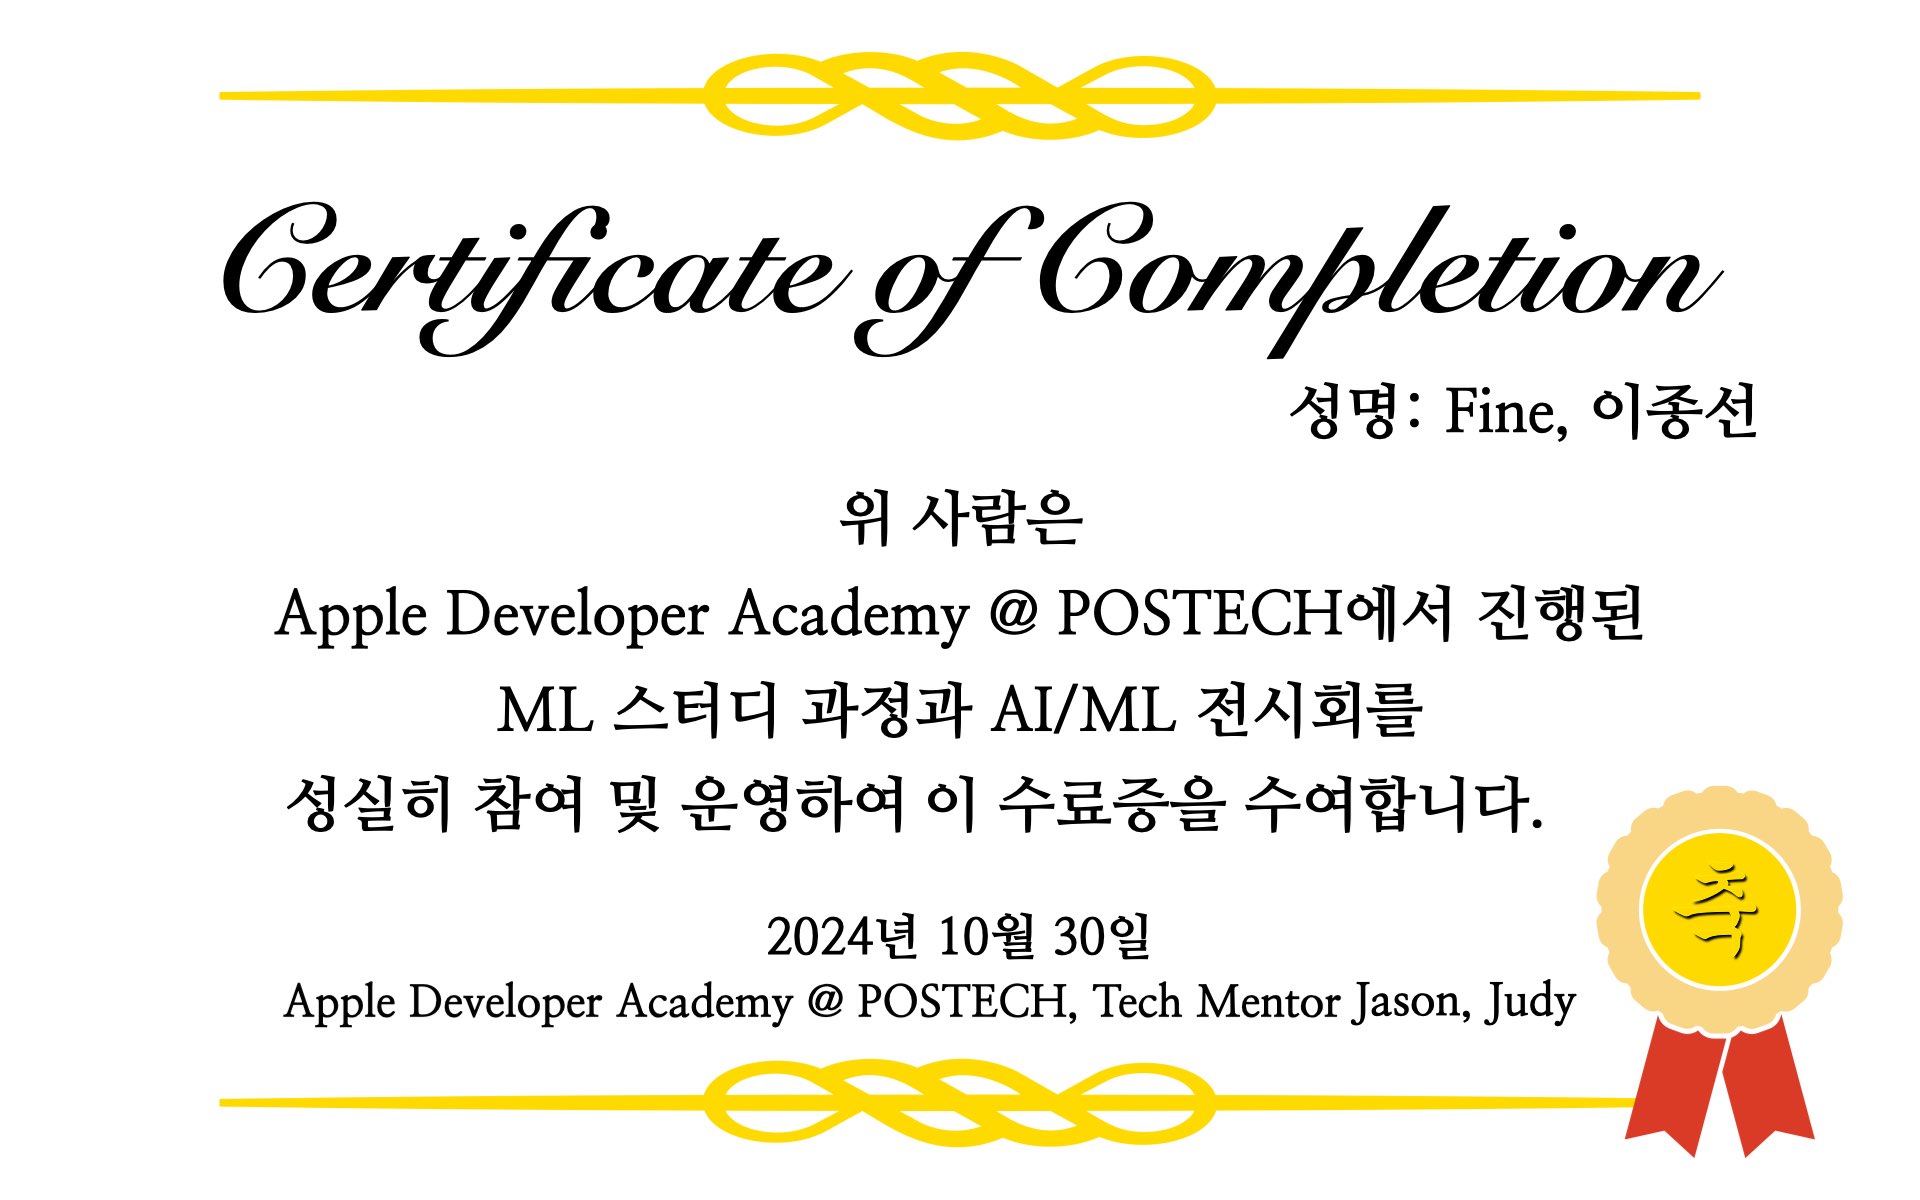 Certificate of Completion
성명: Fine, 이종선
위 사람은
Apple Developer Academy @ POSTECH에서 진행된
ML 스터디 과정과 AI/ML 전시회를
성실히 참여 및 운영하여 이 수료증을 수여합니다.
축
2024년 10월 30일
Apple Developer Academy @ POSTECH, Tech Mentor Jason, Judy